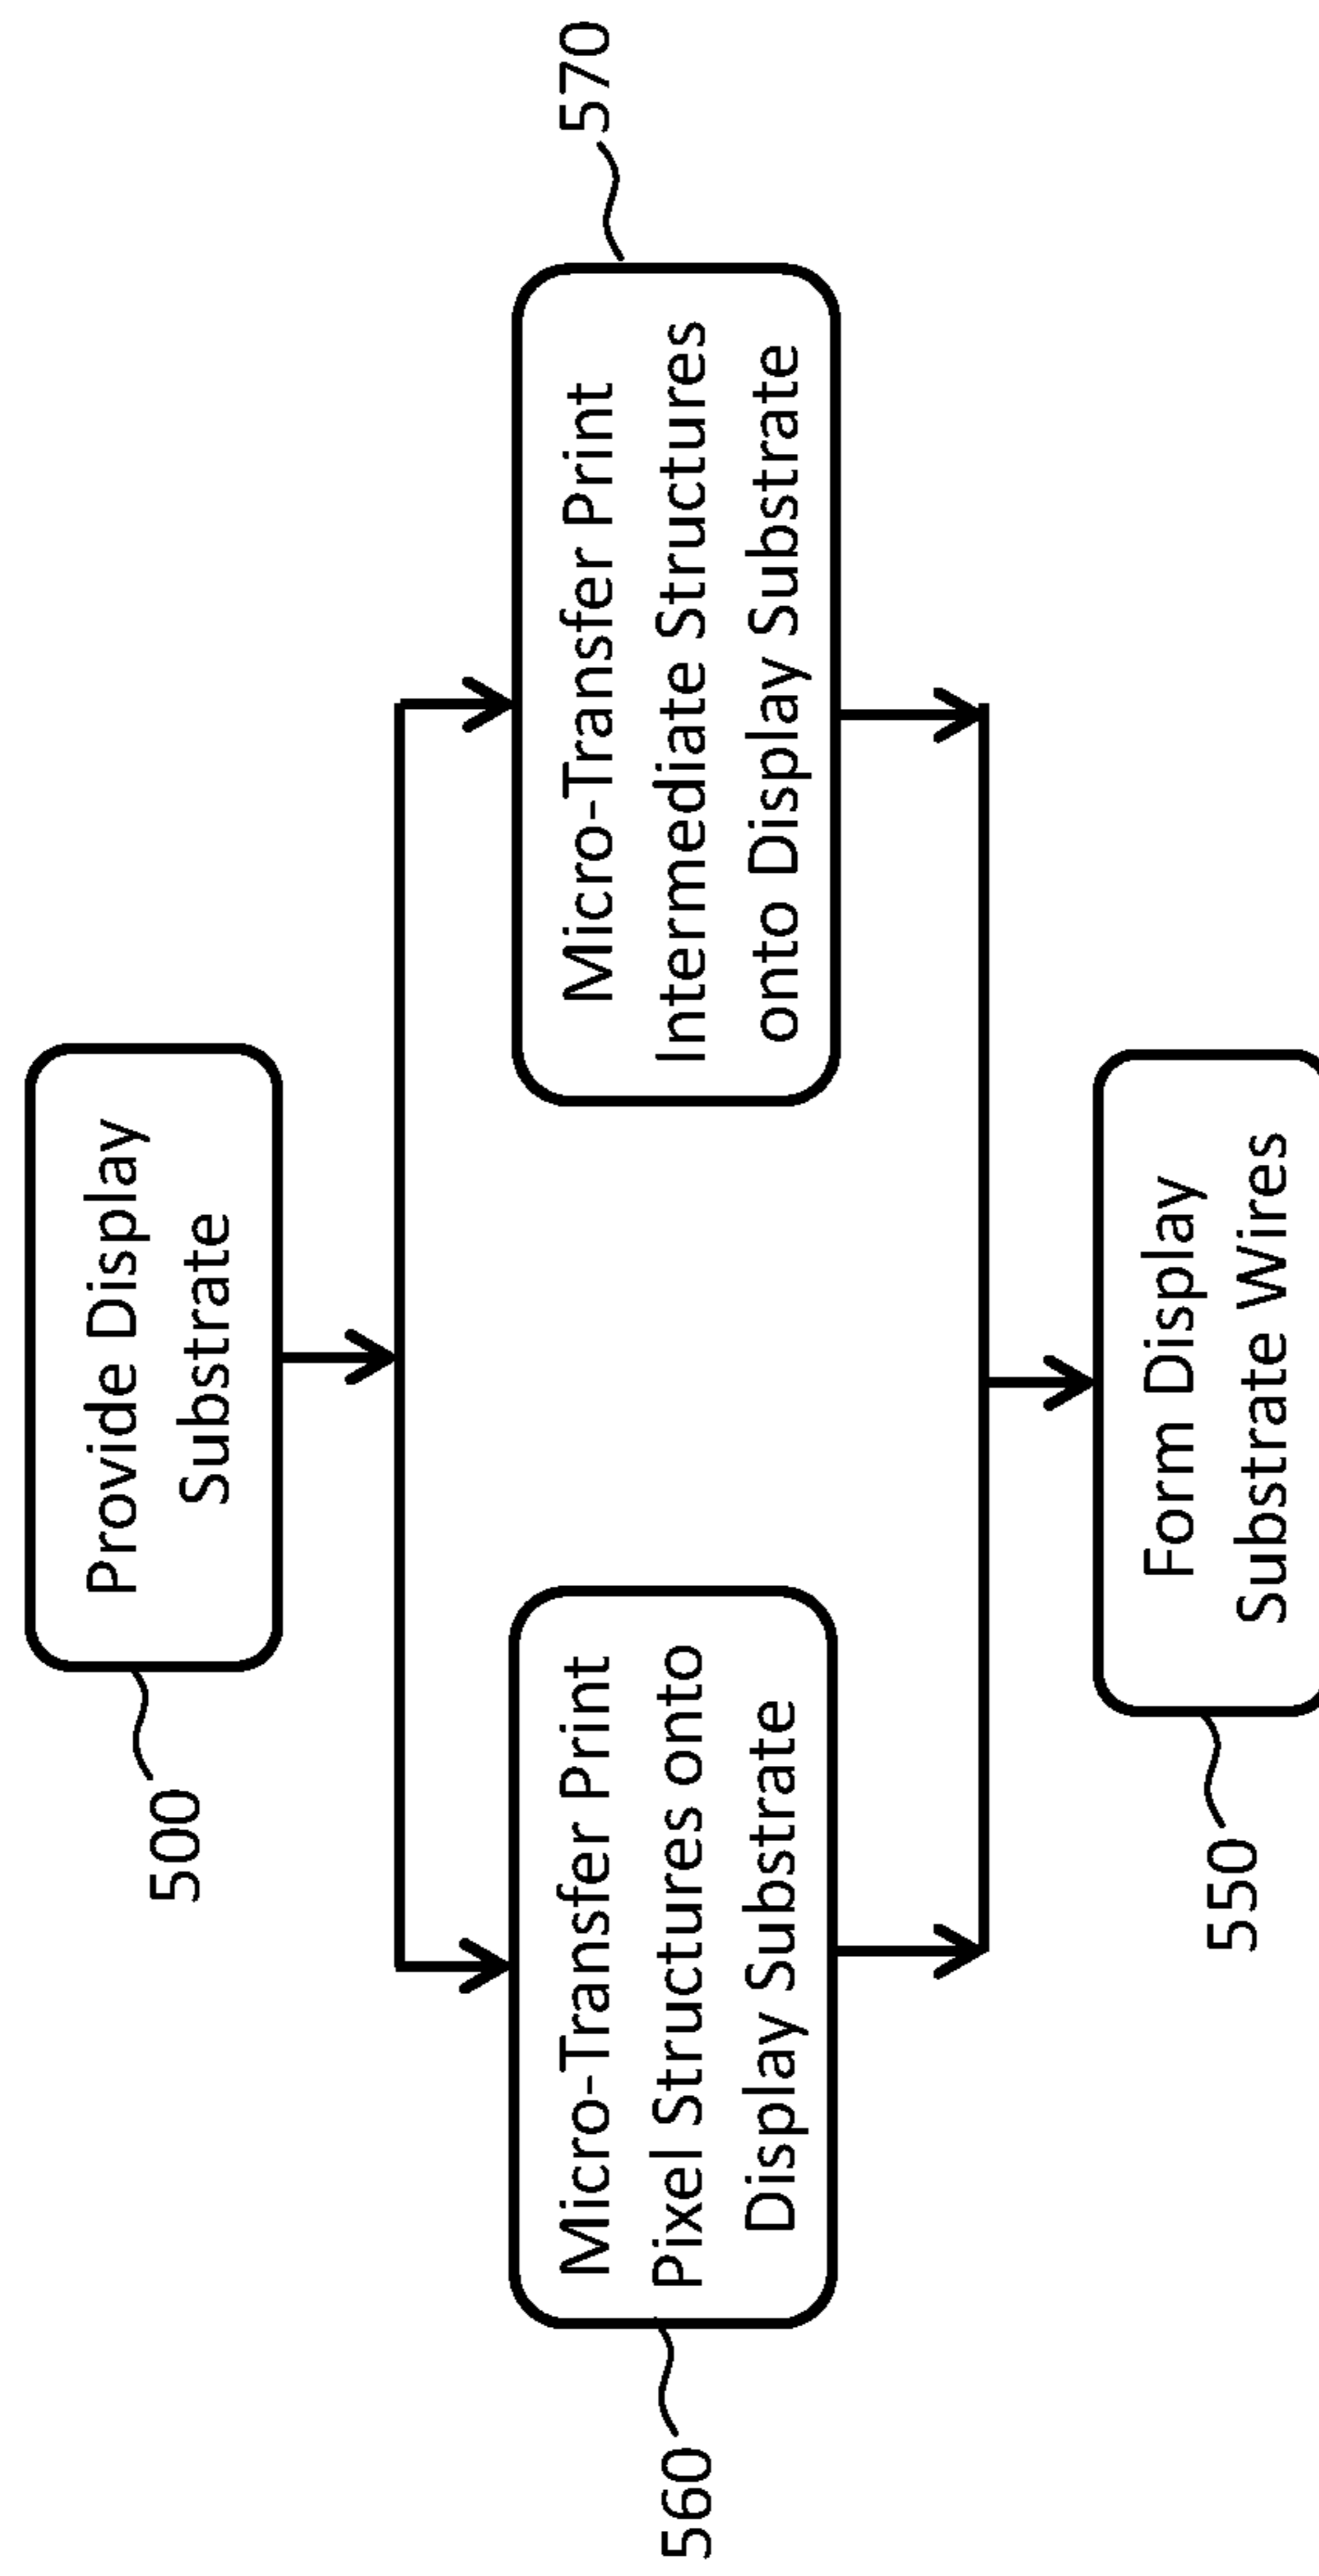 Provide Display
Substrate
500
Micro-Transfer Print
Pixel Structures onto
Display Substrate
560
Micro-Transfer Print
Intermediate Structures
onto Display Substrate
570
Form Display
Substrate Wires
550